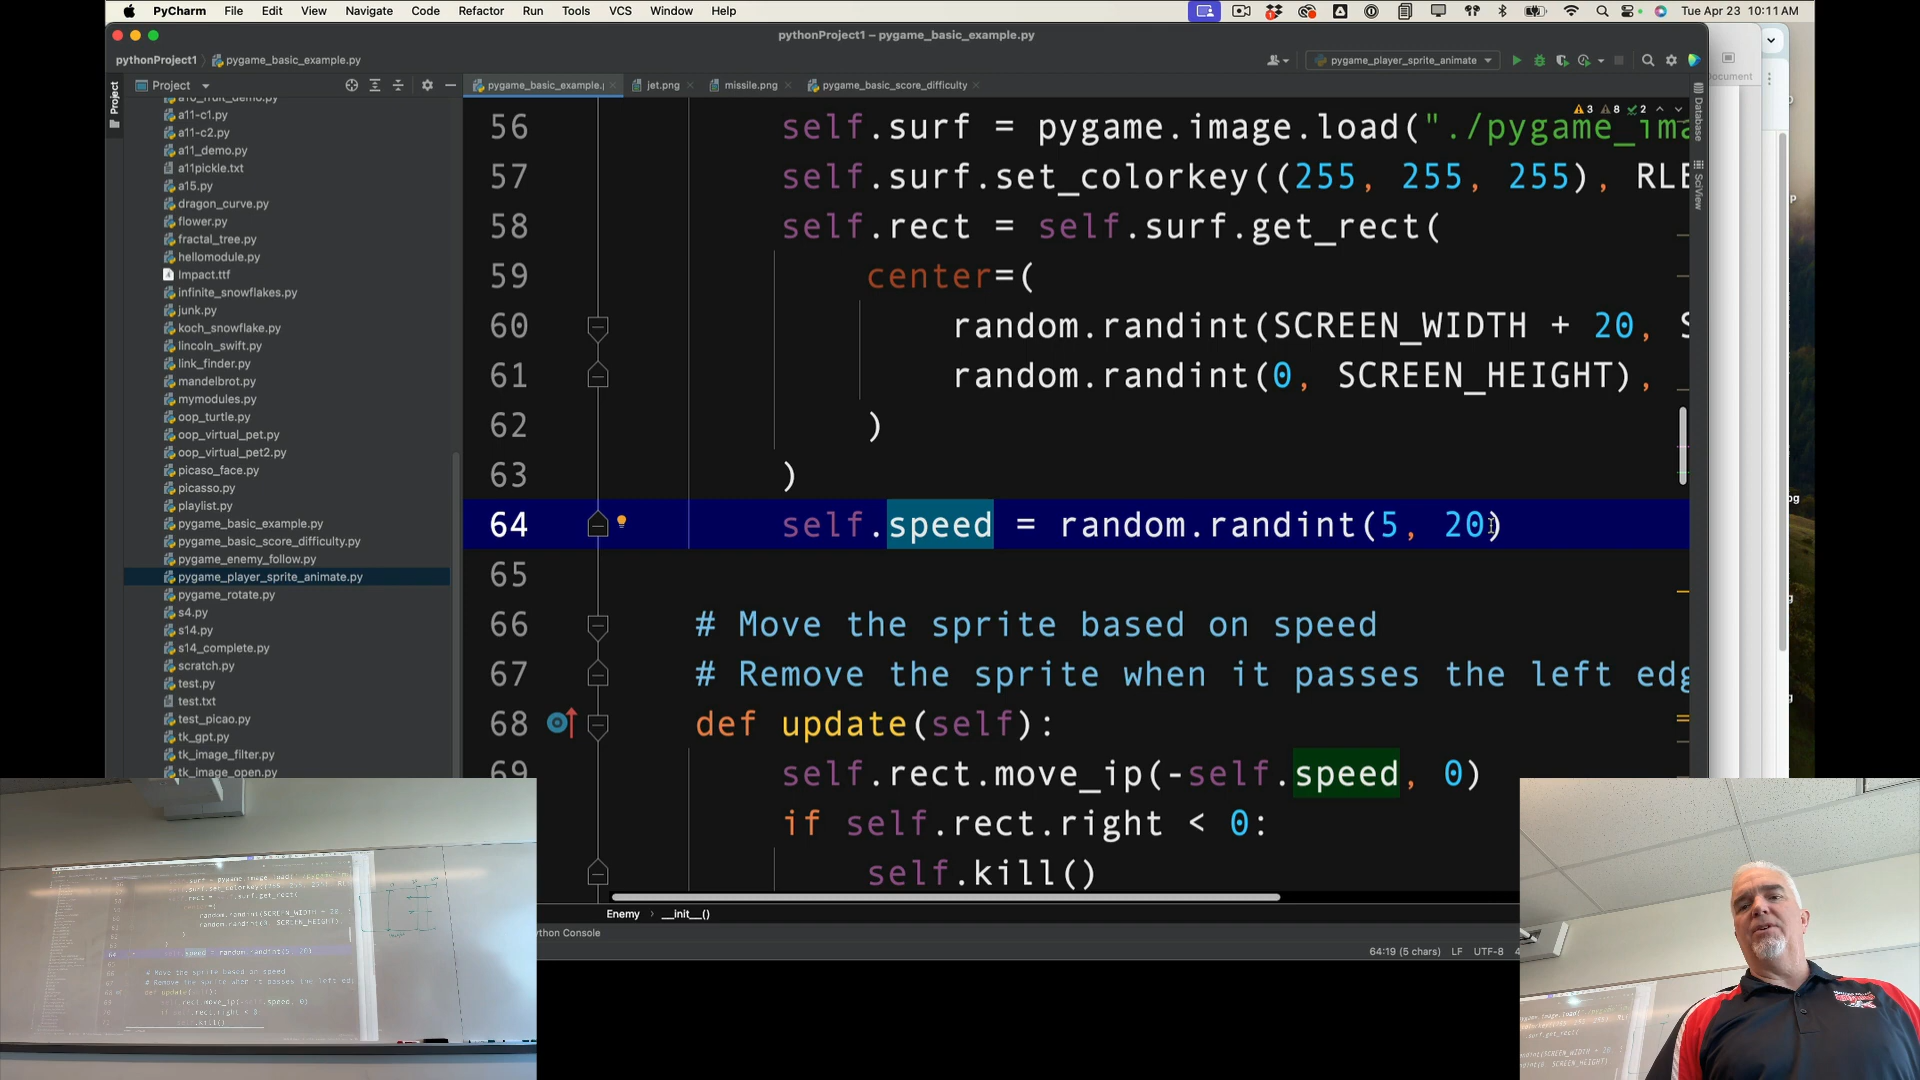 PyCharm File Edit View Navigate Code Refactor Run Tools VCS Window Help
Tue Apr 23 10:11 AM
pythonProject1 – pygame_basic_example.py
pythonProject1 pygame_basic_example.py
pygame_player_sprite_animate
Project
Project
pygame_basic_example.
jet.png
missile.png
pygame_basic_score_difficulty
a10_fruit_demo.py
a11-c1.py
a11-c2.py
a11_demo.py
a11pickle.txt
a15.py
dragon_curve.py
flower.py
fractal_tree.py
hellomodule.py
Impact.ttf
infinite_snowflakes.py
junk.py
koch_snowflake.py
lincoln_swift.py
link_finder.py
mandelbrot.py
mymodules.py
oop_turtle.py
oop_virtual_pet.py
oop_virtual_pet2.py
picaso_face.py
picasso.py
playlist.py
pygame_basic_example.py
pygame_basic_score_difficulty.py
pygame_enemy_follow.py
pygame_player_sprite_animate.py
pygame_rotate.py
s4.py
s14.py
s14_complete.py
scratch.py
test.py
test.txt
test_picao.py
tk_gpt.py
tk_image_filter.py
tk_image_open.py
3 8 2
56 self.surf = pygame.image.load("./pygame_ima
57 self.surf.set_colorkey((255, 255, 255), RLE
58 self.rect = self.surf.get_rect(
59 center=(
60 random.randint(SCREEN_WIDTH + 20, S
61 random.randint(0, SCREEN_HEIGHT),
62 )
63 )
64 self.speed = random.randint(5, 20)
65
66 # Move the sprite based on speed
67 # Remove the sprite when it passes the left edg
68 def update(self):
69 self.rect.move_ip(-self.speed, 0)
if self.rect.right < 0:
self.kill()
Database
SciView
Enemy __init__()
ython Console
64:19 (5 chars) LF UTF-8